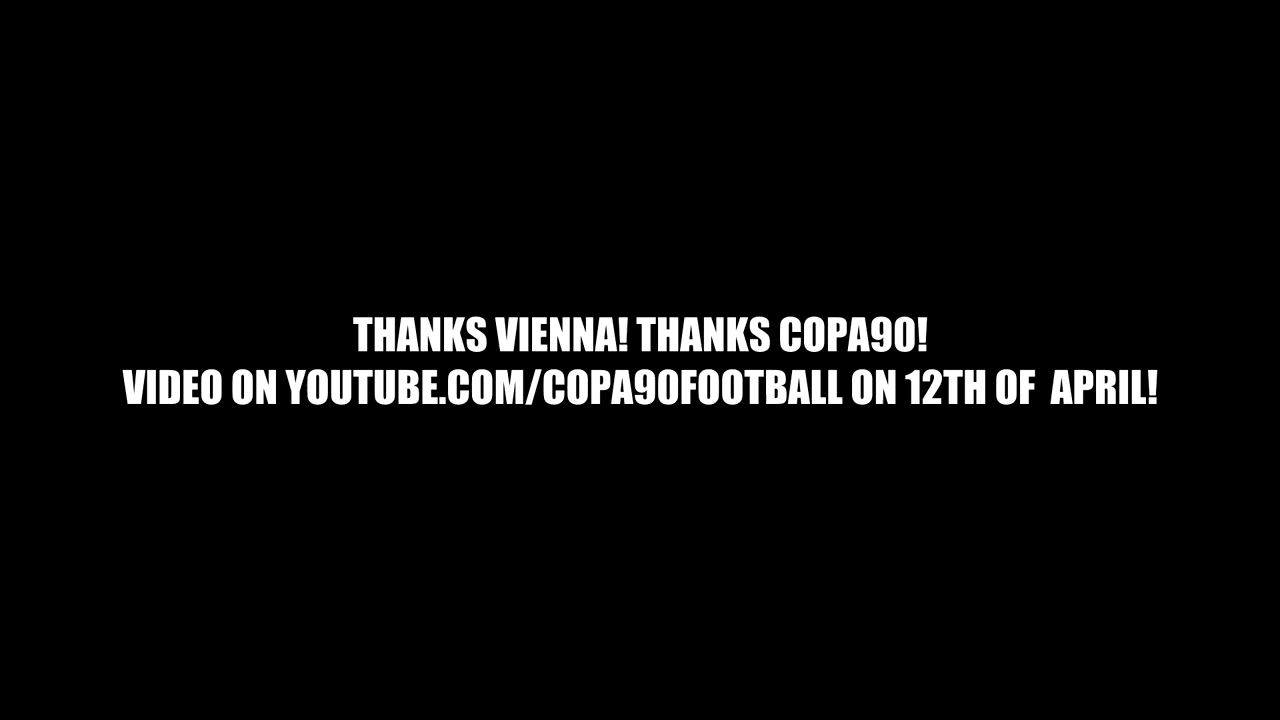 THANKS VIENNA! THANKS COPA90!
VIDEO ON YOUTUBE.COM/COPA90FOOTBALL ON 12TH OF  APRIL!